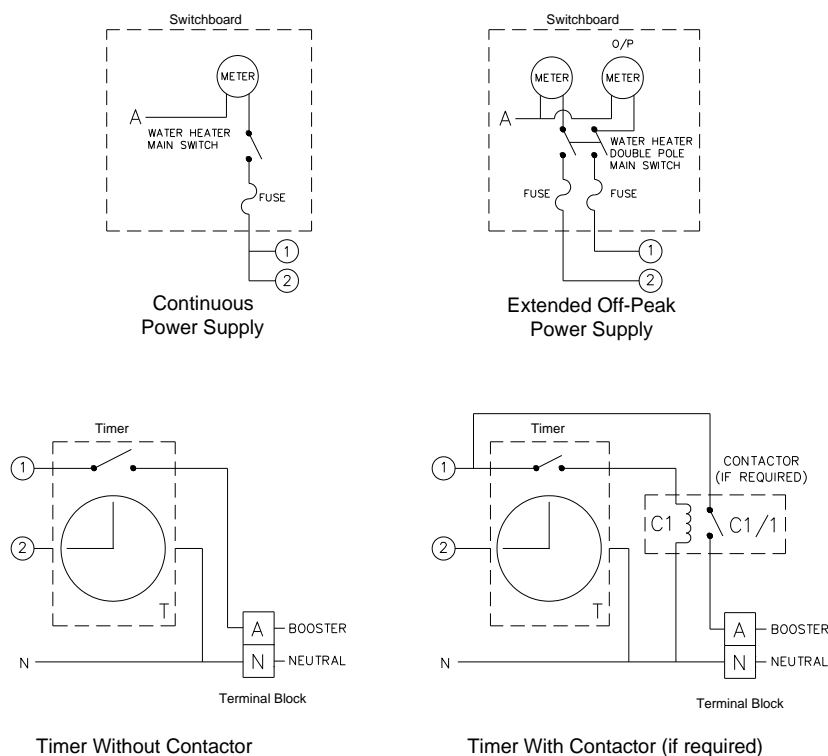 Switchboard
METER
A
WATER HEATER
MAIN SWITCH
FUSE
1
2
Continuous
Power Supply
Switchboard
O/P
METER
METER
A
WATER HEATER
DOUBLE POLE
MAIN SWITCH
FUSE
FUSE
1
2
Extended Off-Peak
Power Supply
Timer
1
2
T
A
BOOSTER
N
N
NEUTRAL
Terminal Block
Timer Without Contactor
Timer
1
CONTACTOR
(IF REQUIRED)
C1
C1/1
2
T
A
BOOSTER
N
N
NEUTRAL
Terminal Block
Timer With Contactor (if required)